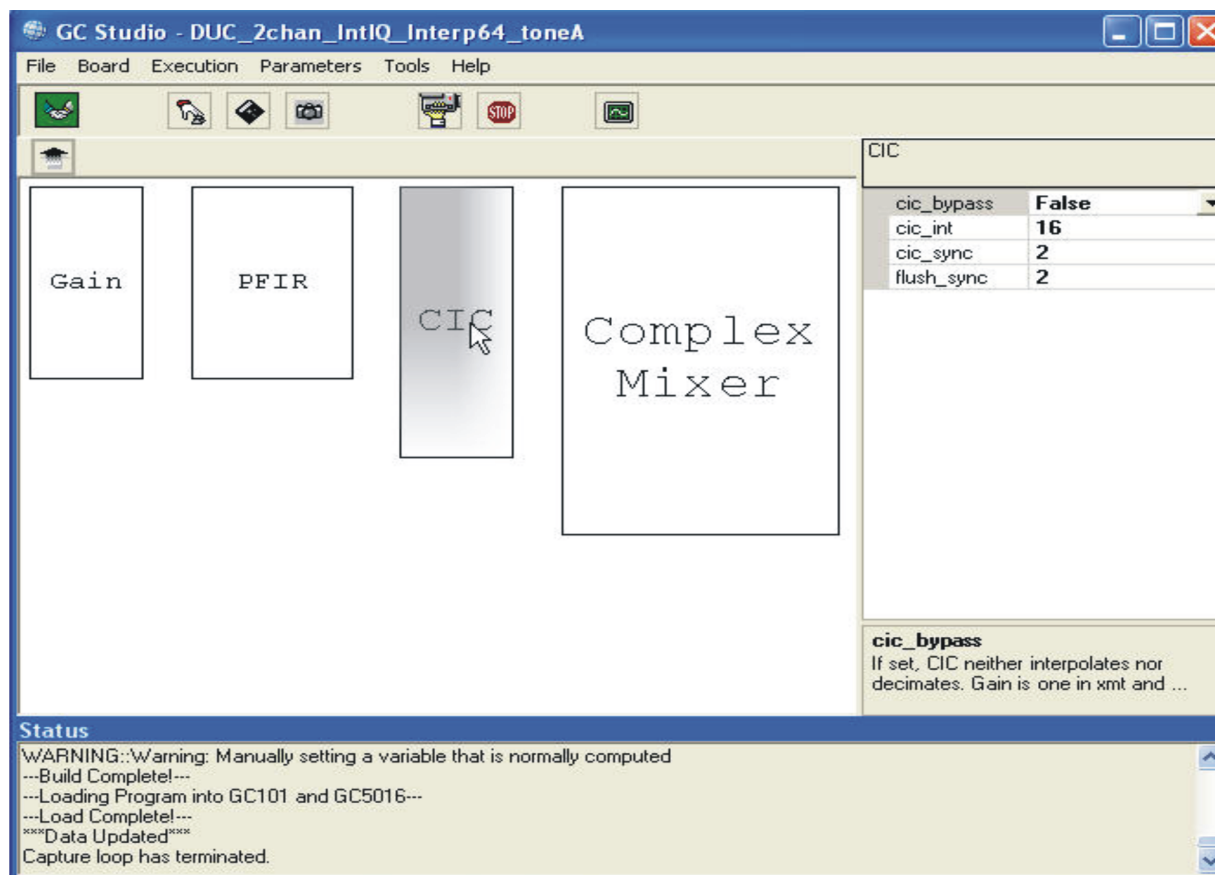 GC Studio - DUC_2chan_IntIQ_Interp64_toneA
File Board Execution Parameters Tools Help
STOP
CIC
cic_bypass False
cic_int 16
cic_sync 2
flush_sync 2
Gain
PFIR
CIC
Complex
Mixer
cic_bypass
If set, CIC neither interpolates nor
decimates. Gain is one in xmt and ...
Status
WARNING::Warning: Manually setting a variable that is normally computed
---Build Complete!---
---Loading Program into GC101 and GC5016---
---Load Complete!---
***Data Updated***
Capture loop has terminated.